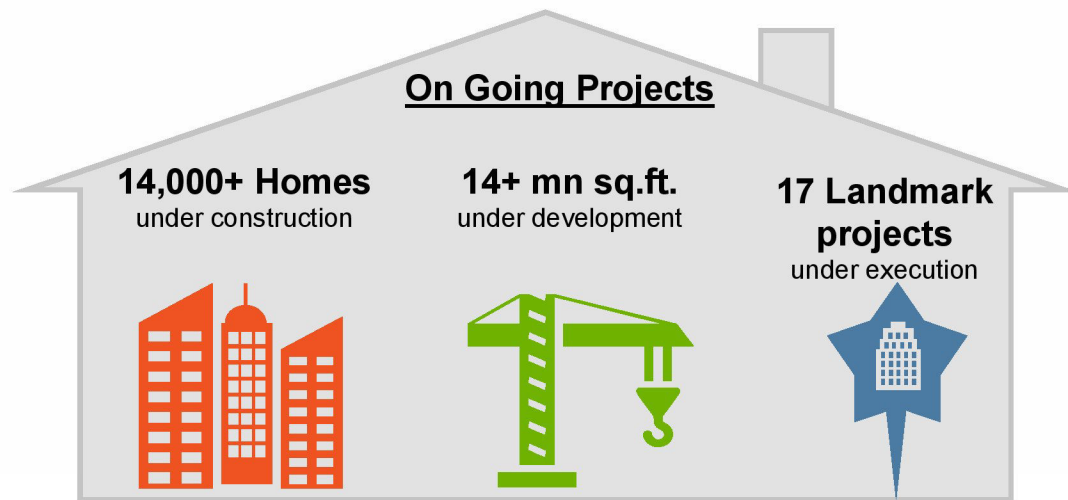 On Going Projects
14,000+ Homes
under construction
14+ mn sq.ft.
under development
17 Landmark
projects
under execution